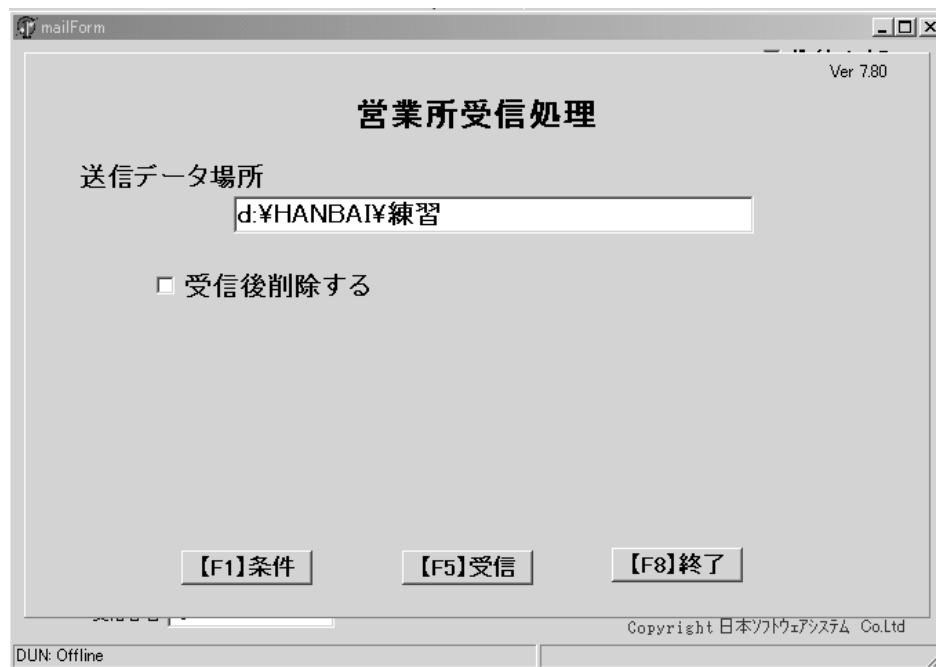 mailForm
Ver 7.80
営業所受信処理
送信データ場所
d:¥HANBAI¥練習
受信後削除する
【F1】条件
【F5】受信
【F8】終了
Copyright 日本ソフトウェアシステム Co.Ltd
DUN: Offline